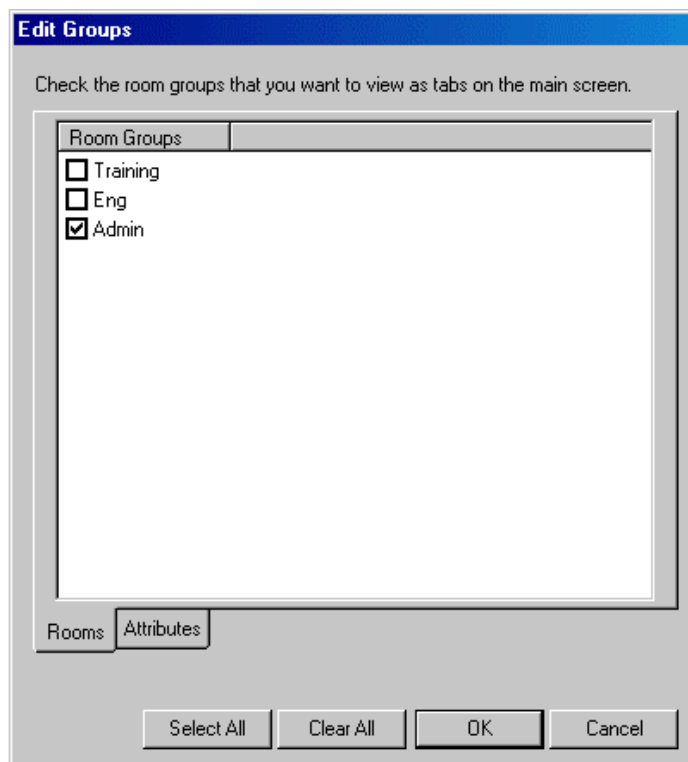 Edit Groups
Check the room groups that you want to view as tabs on the main screen.
Room Groups
Training
Eng
Admin
Rooms Attributes
Select All Clear All OK Cancel